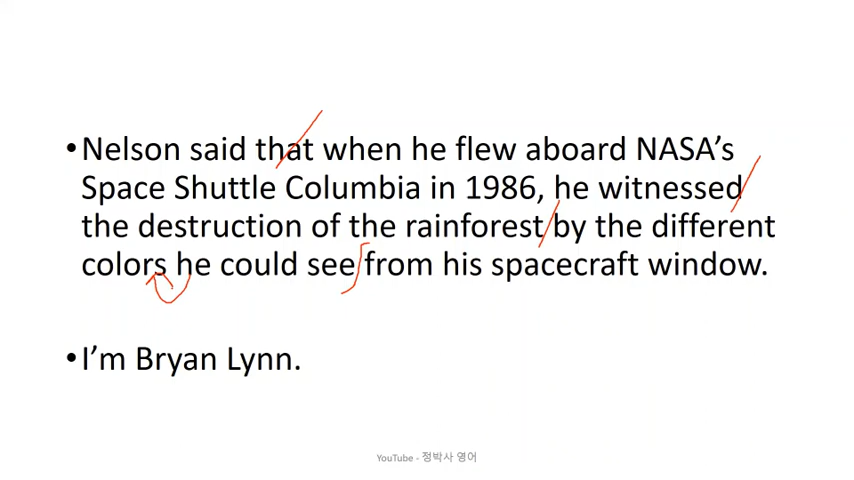 •Nelson said that when he flew aboard NASA’s
Space Shuttle Columbia in 1986, he witnessed
the destruction of the rainforest by the different
colors he could see from his spacecraft window.
•I’m Bryan Lynn.
YouTube - 정박사 영어